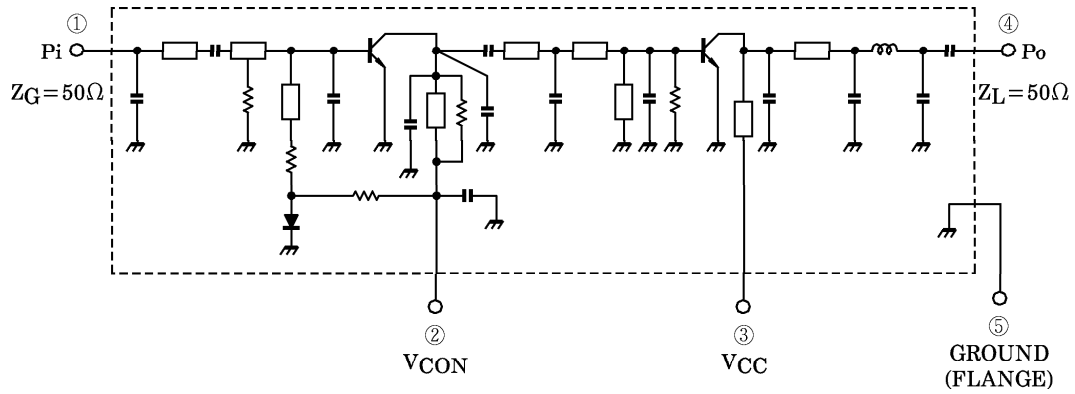 ①
Pi
ZG=50Ω
④
Po
ZL=50Ω
②
VCON
③
VCC
⑤
GROUND
(FLANGE)